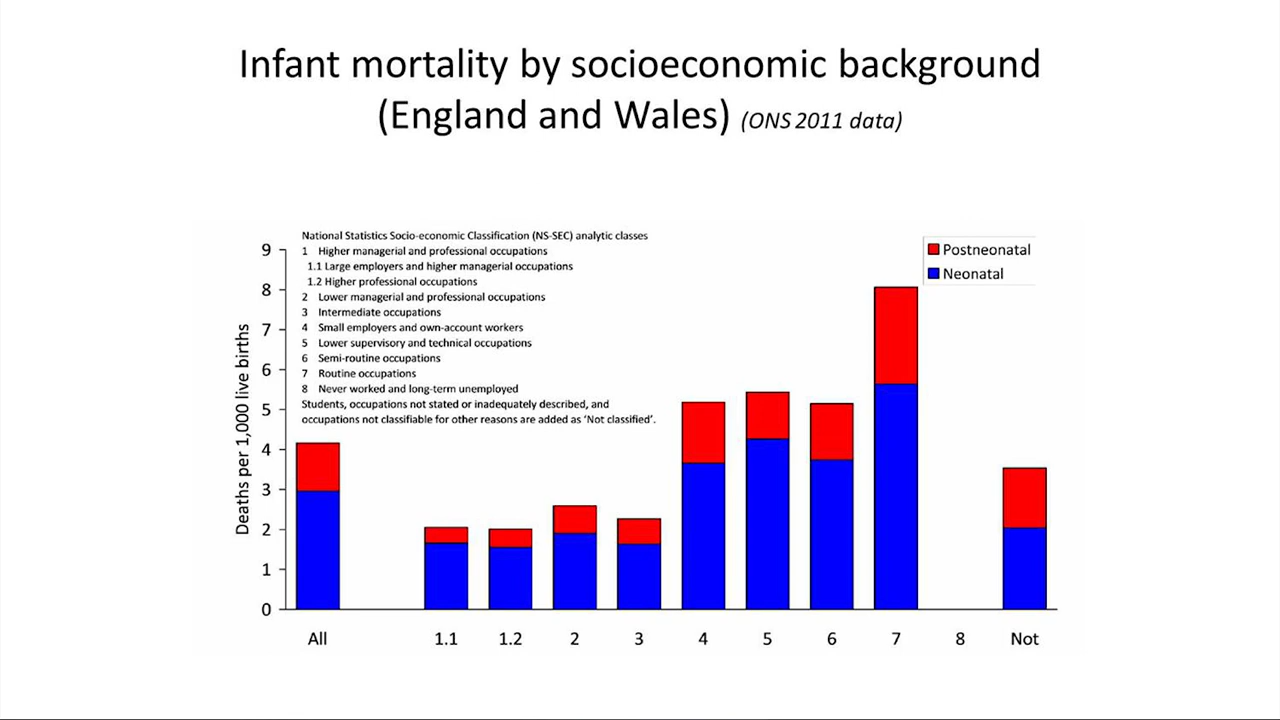 Infant mortality by socioeconomic background
(England and Wales) (ONS 2011 data)
National Statistics Socio-economic Classification (NS-SEC) analytic classes
1 Higher managerial and professional occupations
1.1 Large employers and higher managerial occupations
1.2 Higher professional occupations
2 Lower managerial and professional occupations
3 Intermediate occupations
4 Small employers and own-account workers
5 Lower supervisory and technical occupations
6 Semi-routine occupations
7 Routine occupations
8 Never worked and long-term unemployed
Students, occupations not stated or inadequately described, and
occupations not classifiable for other reasons are added as ‘Not classified’.
Postneonatal
Neonatal
Deaths per 1,000 live births
9
8
7
6
5
4
3
2
1
0
All 1.1 1.2 2 3 4 5 6 7 8 Not